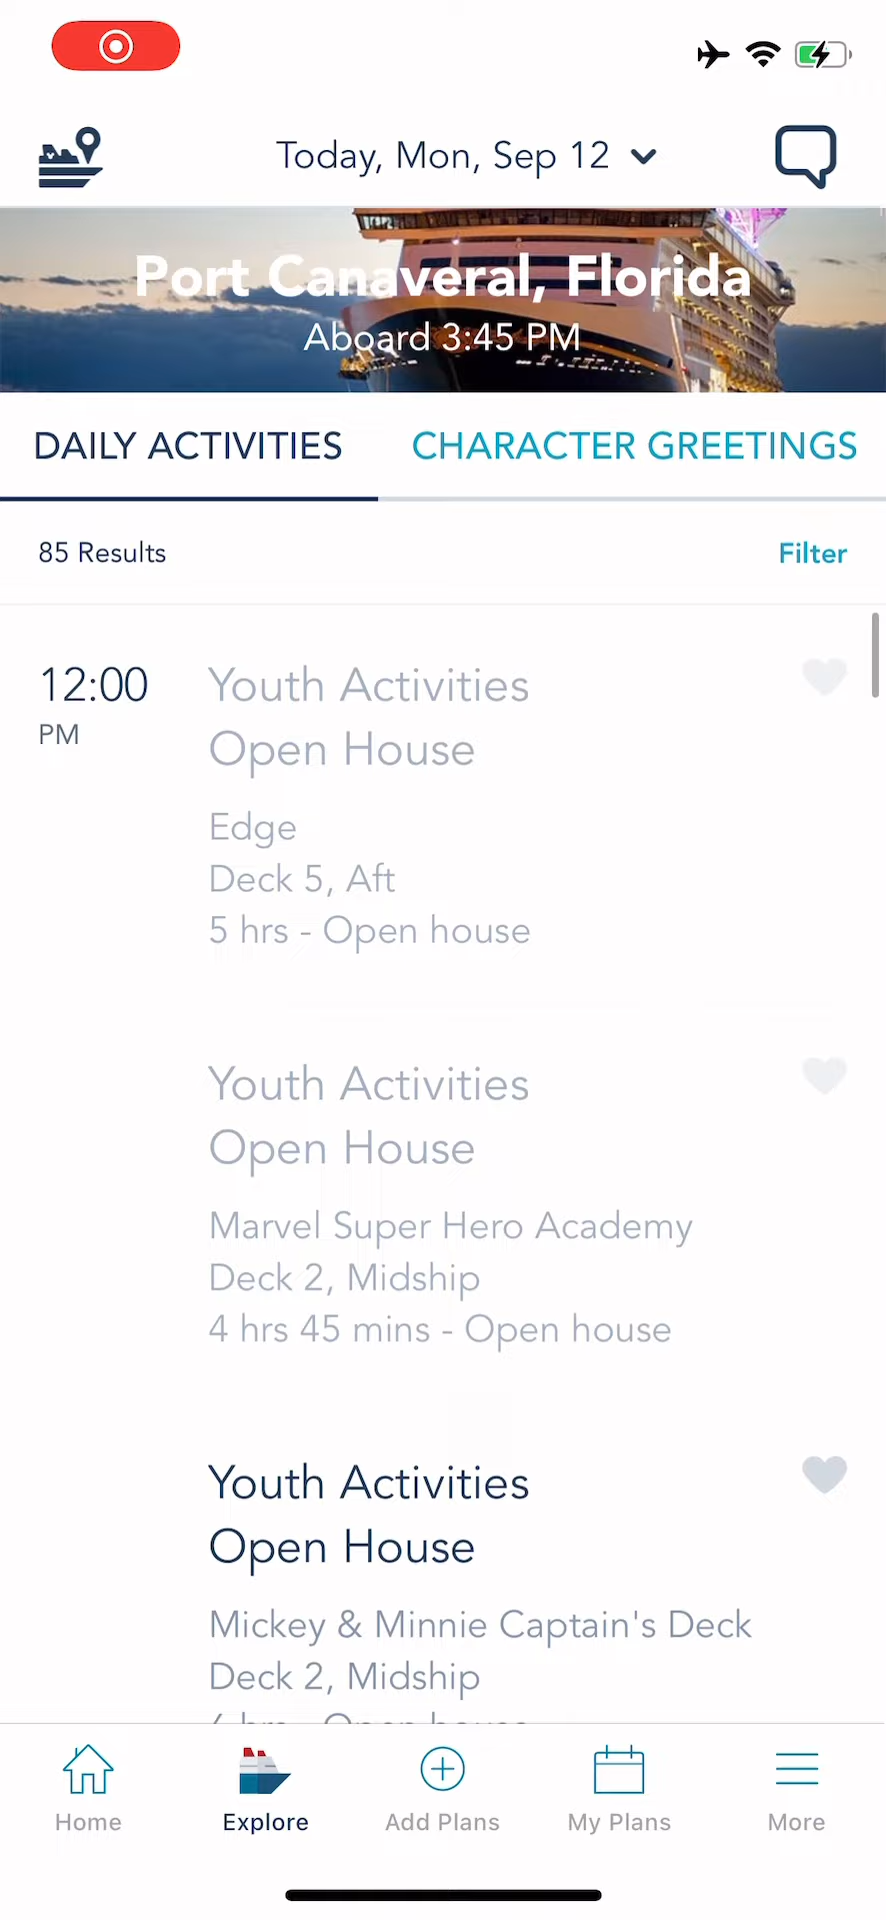 Today, Mon, Sep 12
Port Canaveral, Florida
Aboard 3:45 PM
DAILY ACTIVITIES
CHARACTER GREETINGS
85 Results
Filter
12:00
PM
Youth Activities
Open House
Edge
Deck 5, Aft
5 hrs - Open house
Youth Activities
Open House
Marvel Super Hero Academy
Deck 2, Midship
4 hrs 45 mins - Open house
Youth Activities
Open House
Mickey & Minnie Captain's Deck
Deck 2, Midship
Home
Explore
Add Plans
My Plans
More